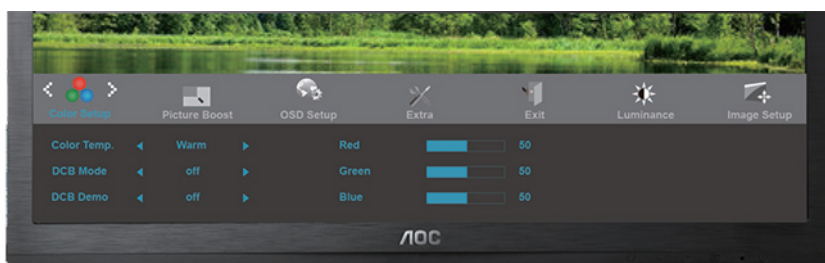 Color Setup Picture Boost OSD Setup Extra Exit Luminance Image Setup
Color Temp. Warm Red 50
DCB Mode off Green 50
DCB Demo off Blue 50
AOC